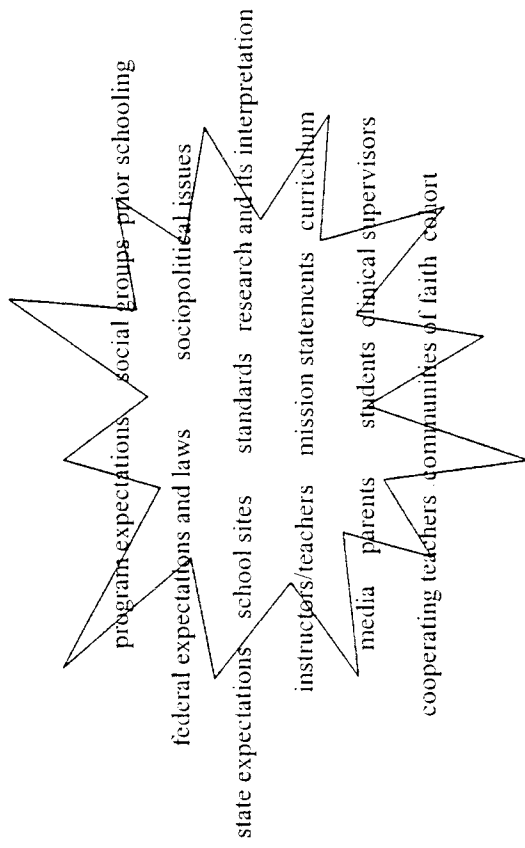 program expectations social groups prior schooling
federal expectations and laws sociopolitical issues
state expectations school sites standards research and its interpretation
instructors/teachers mission statements curriculum
media parents students clinical supervisors
cooperating teachers communities of faith cohort